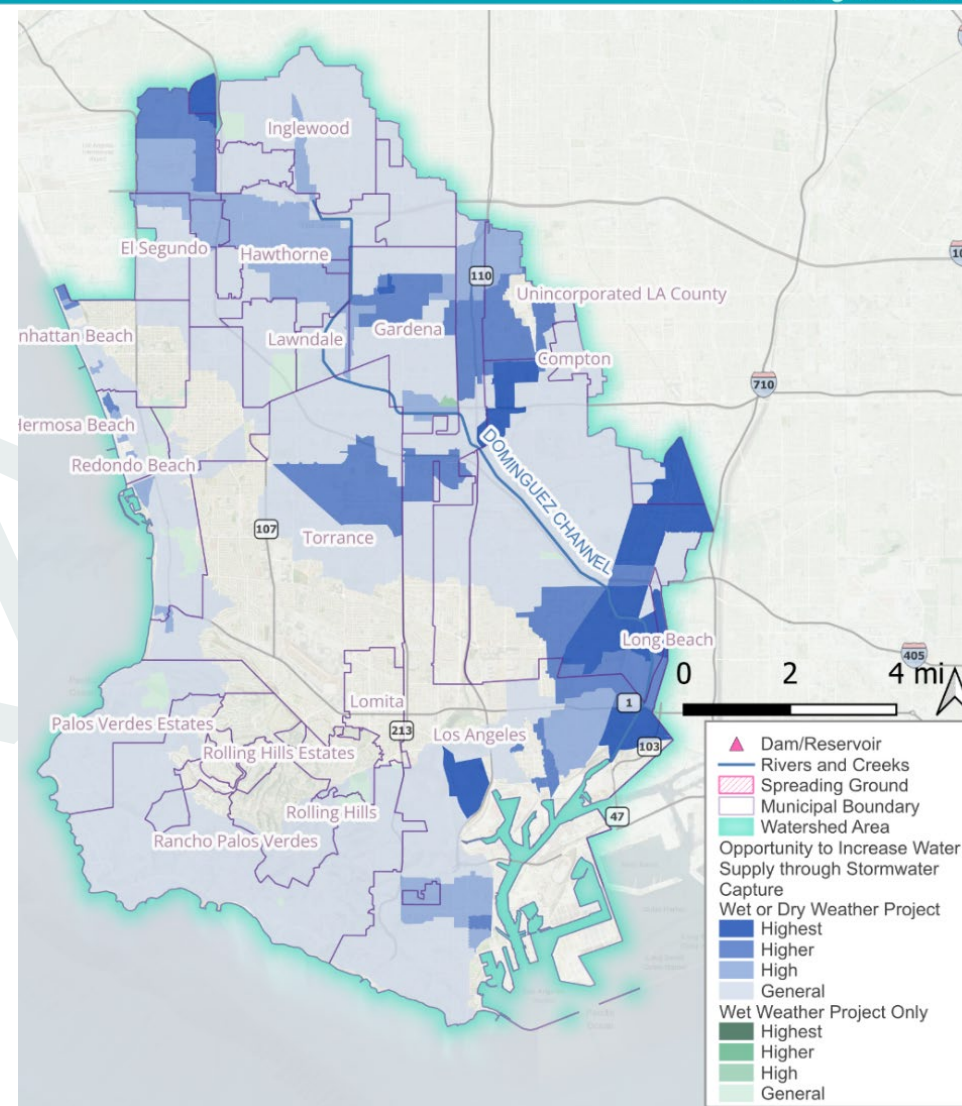 Inglewood
El Segundo
Hawthorne
110
Unincorporated LA County
nhattan Beach
Lawndale
Gardena
Compton
710
Hermosa Beach
DOMINGUEZ CHANNEL
Redondo Beach
107
Torrance
Long Beach
405
0 2 4 mi
Lomita
1
Palos Verdes Estates
213
Los Angeles
103
Rolling Hills Estates
Rolling Hills
47
Rancho Palos Verdes
Dam/Reservoir
Rivers and Creeks
Spreading Ground
Municipal Boundary
Watershed Area
Opportunity to Increase Water
Supply through Stormwater
Capture
Wet or Dry Weather Project
Highest
Higher
High
General
Wet Weather Project Only
Highest
Higher
High
General